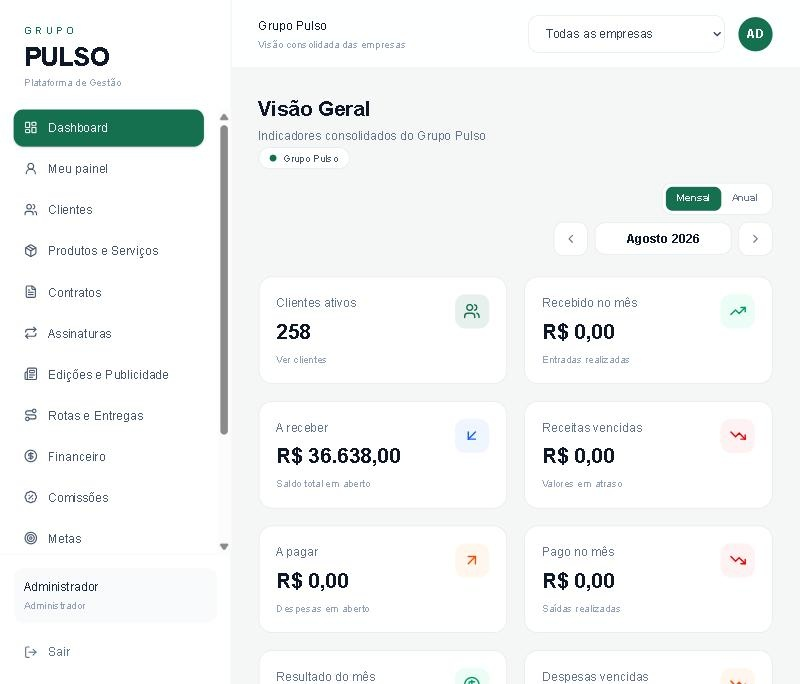 GRUPO
PULSO
Plataforma de Gestão
Dashboard
Meu painel
Clientes
Produtos e Serviços
Contratos
Assinaturas
Edições e Publicidade
Rotas e Entregas
Financeiro
Comissões
Metas
Administrador
Administrador
Sair
Grupo Pulso
Visão consolidada das empresas
Todas as empresas
AD
Visão Geral
Indicadores consolidados do Grupo Pulso
Grupo Pulso
Mensal Anual
Agosto 2026
Clientes ativos
258
Ver clientes
Recebido no mês
R$ 0,00
Entradas realizadas
A receber
R$ 36.638,00
Saldo total em aberto
Receitas vencidas
R$ 0,00
Valores em atraso
A pagar
R$ 0,00
Despesas em aberto
Pago no mês
R$ 0,00
Saídas realizadas
Resultado do mês
Despesas vencidas